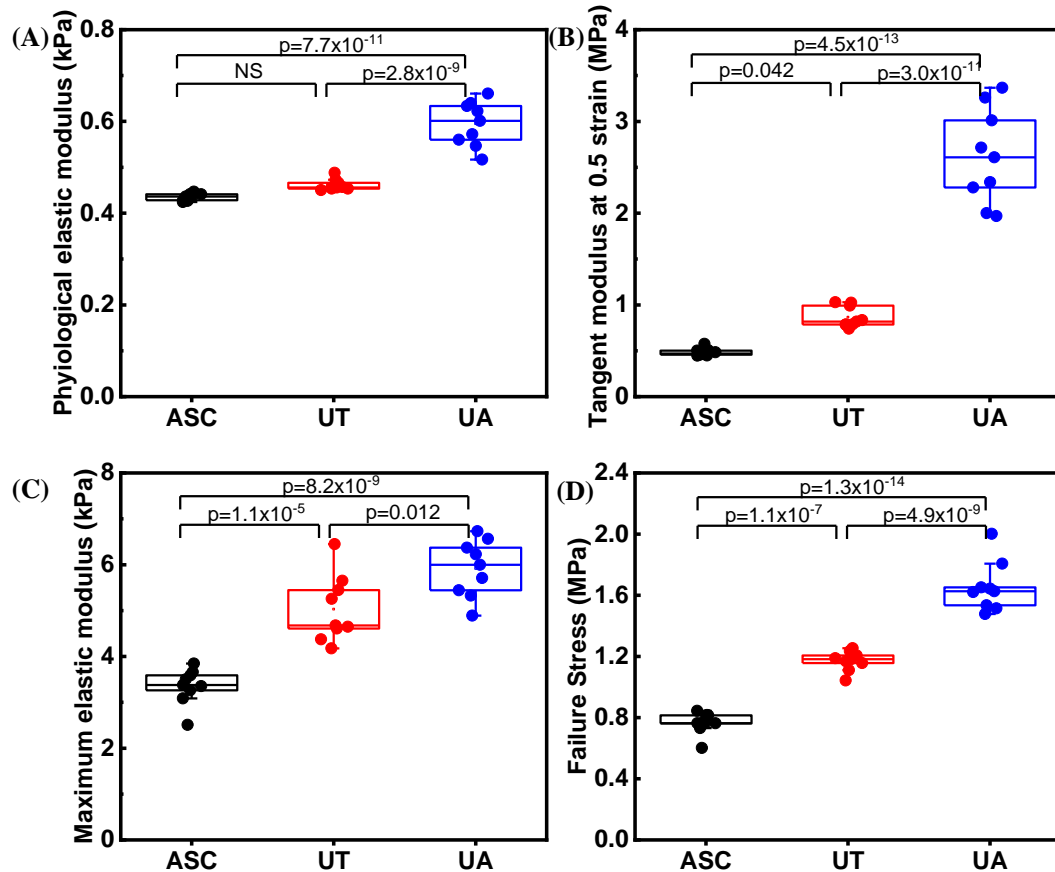 (A)
Phyiological elastic modulus (kPa)
0.8
0.6
0.4
0.2
0.0
p=7.7x10⁻¹¹
NS
p=2.8x10⁻⁹
ASC
UT
UA
(B)
Tangent modulus at 0.5 strain (MPa)
4
3
2
1
0
p=4.5x10⁻¹³
p=0.042
p=3.0x10⁻¹¹
ASC
UT
UA
(C)
Maximum elastic modulus (kPa)
8
6
4
2
0
p=8.2x10⁻⁹
p=1.1x10⁻⁵
p=0.012
ASC
UT
UA
(D)
Failure Stress (MPa)
2.4
2.0
1.6
1.2
0.8
0.4
0.0
p=1.3x10⁻¹⁴
p=1.1x10⁻⁷
p=4.9x10⁻⁹
ASC
UT
UA